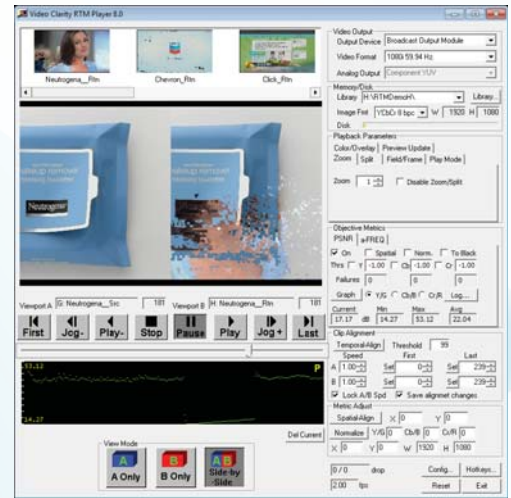 Video Clarity RTM Player 8.0
Neutrogena__Rtn
Chevron_Rtn
Click_Rtn
makeup remover
Neutrogena
Viewport A G: Neutrogena__Src 181 Viewport B H: Neutrogena__Rtn 181
First Jog- Play- Stop Pause Play Jog + Last
53.12 P
14.27
Del Current
View Mode
A B AB
A Only B Only Side-by-Side
Video Output
Output Device Broadcast Output Module
Video Format 1080i 59.94 Hz.
Analog Output Component YUV
Memory/Disk
Library H:\RTMDemoH\ Library...
Image Fmt YCbCr 8 bpc W 1920 H 1080
Disk
Playback Parameters
Color/Overlay Preview Update
Zoom Split Field/Frame Play Mode
Zoom 1 Disable Zoom/Split
Objective Metrics
PSNR a-FREQ
On Spatial Norm. To Black
Thrs Y -1.00 Cb -1.00 Cr -1.00
Failures 0 0 0
Graph Y/G Cb/B Cr/R Log...
Current Min Max Avg
17.17 dB 14.27 53.12 22.04
Clip Alignment
Temporal-Align Threshold 99
Speed First Last
A 1.00 Set 0 Set 239
B 1.00 Set 0 Set 239
Lock A/B Spd Save alignmet changes
Metric Adjust
Spatial-Align X 0 Y 0
Normalize Y/G 0 Cb/B 0 Cr/R 0
X 0 Y 0 W 1920 H 1080
0 / 0 drop Config... Hotkeys...
2.00 fps Reset Exit